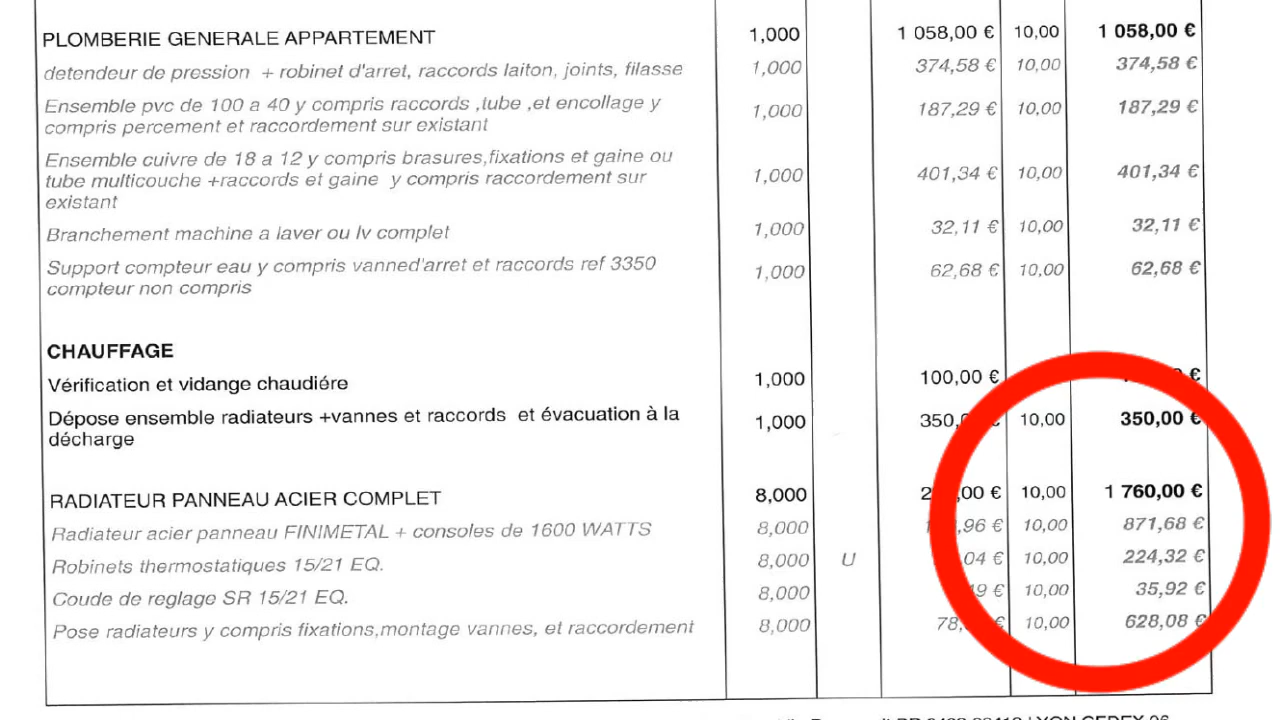 PLOMBERIE GENERALE APPARTEMENT 1,000 1 058,00 € 10,00 1 058,00 €
detendeur de pression + robinet d'arret, raccords laiton, joints, filasse 1,000 374,58 € 10,00 374,58 €
Ensemble pvc de 100 a 40 y compris raccords ,tube ,et encollage y
compris percement et raccordement sur existant 1,000 187,29 € 10,00 187,29 €
Ensemble cuivre de 18 a 12 y compris brasures,fixations et gaine ou
tube multicouche +raccords et gaine y compris raccordement sur 1,000 401,34 € 10,00 401,34 €
existant
Branchement machine a laver ou lv complet 1,000 32,11 € 10,00 32,11 €
Support compteur eau y compris vanned'arret et raccords ref 3350 1,000 62,68 € 10,00 62,68 €
compteur non compris
CHAUFFAGE
Vérification et vidange chaudiére 1,000 100,00 € €
Dépose ensemble radiateurs +vannes et raccords et évacuation à la 1,000 10,00 350,00 €
décharge
RADIATEUR PANNEAU ACIER COMPLET 8,000 10,00 1 760,00 €
Radiateur acier panneau FINIMETAL + consoles de 1600 WATTS 8,000 10,00 871,68 €
Robinets thermostatiques 15/21 EQ. 8,000 U 10,00 224,32 €
Coude de reglage SR 15/21 EQ. 8,000 10,00 35,92 €
Pose radiateurs y compris fixations,montage vannes, et raccordement 8,000 10,00 628,08 €